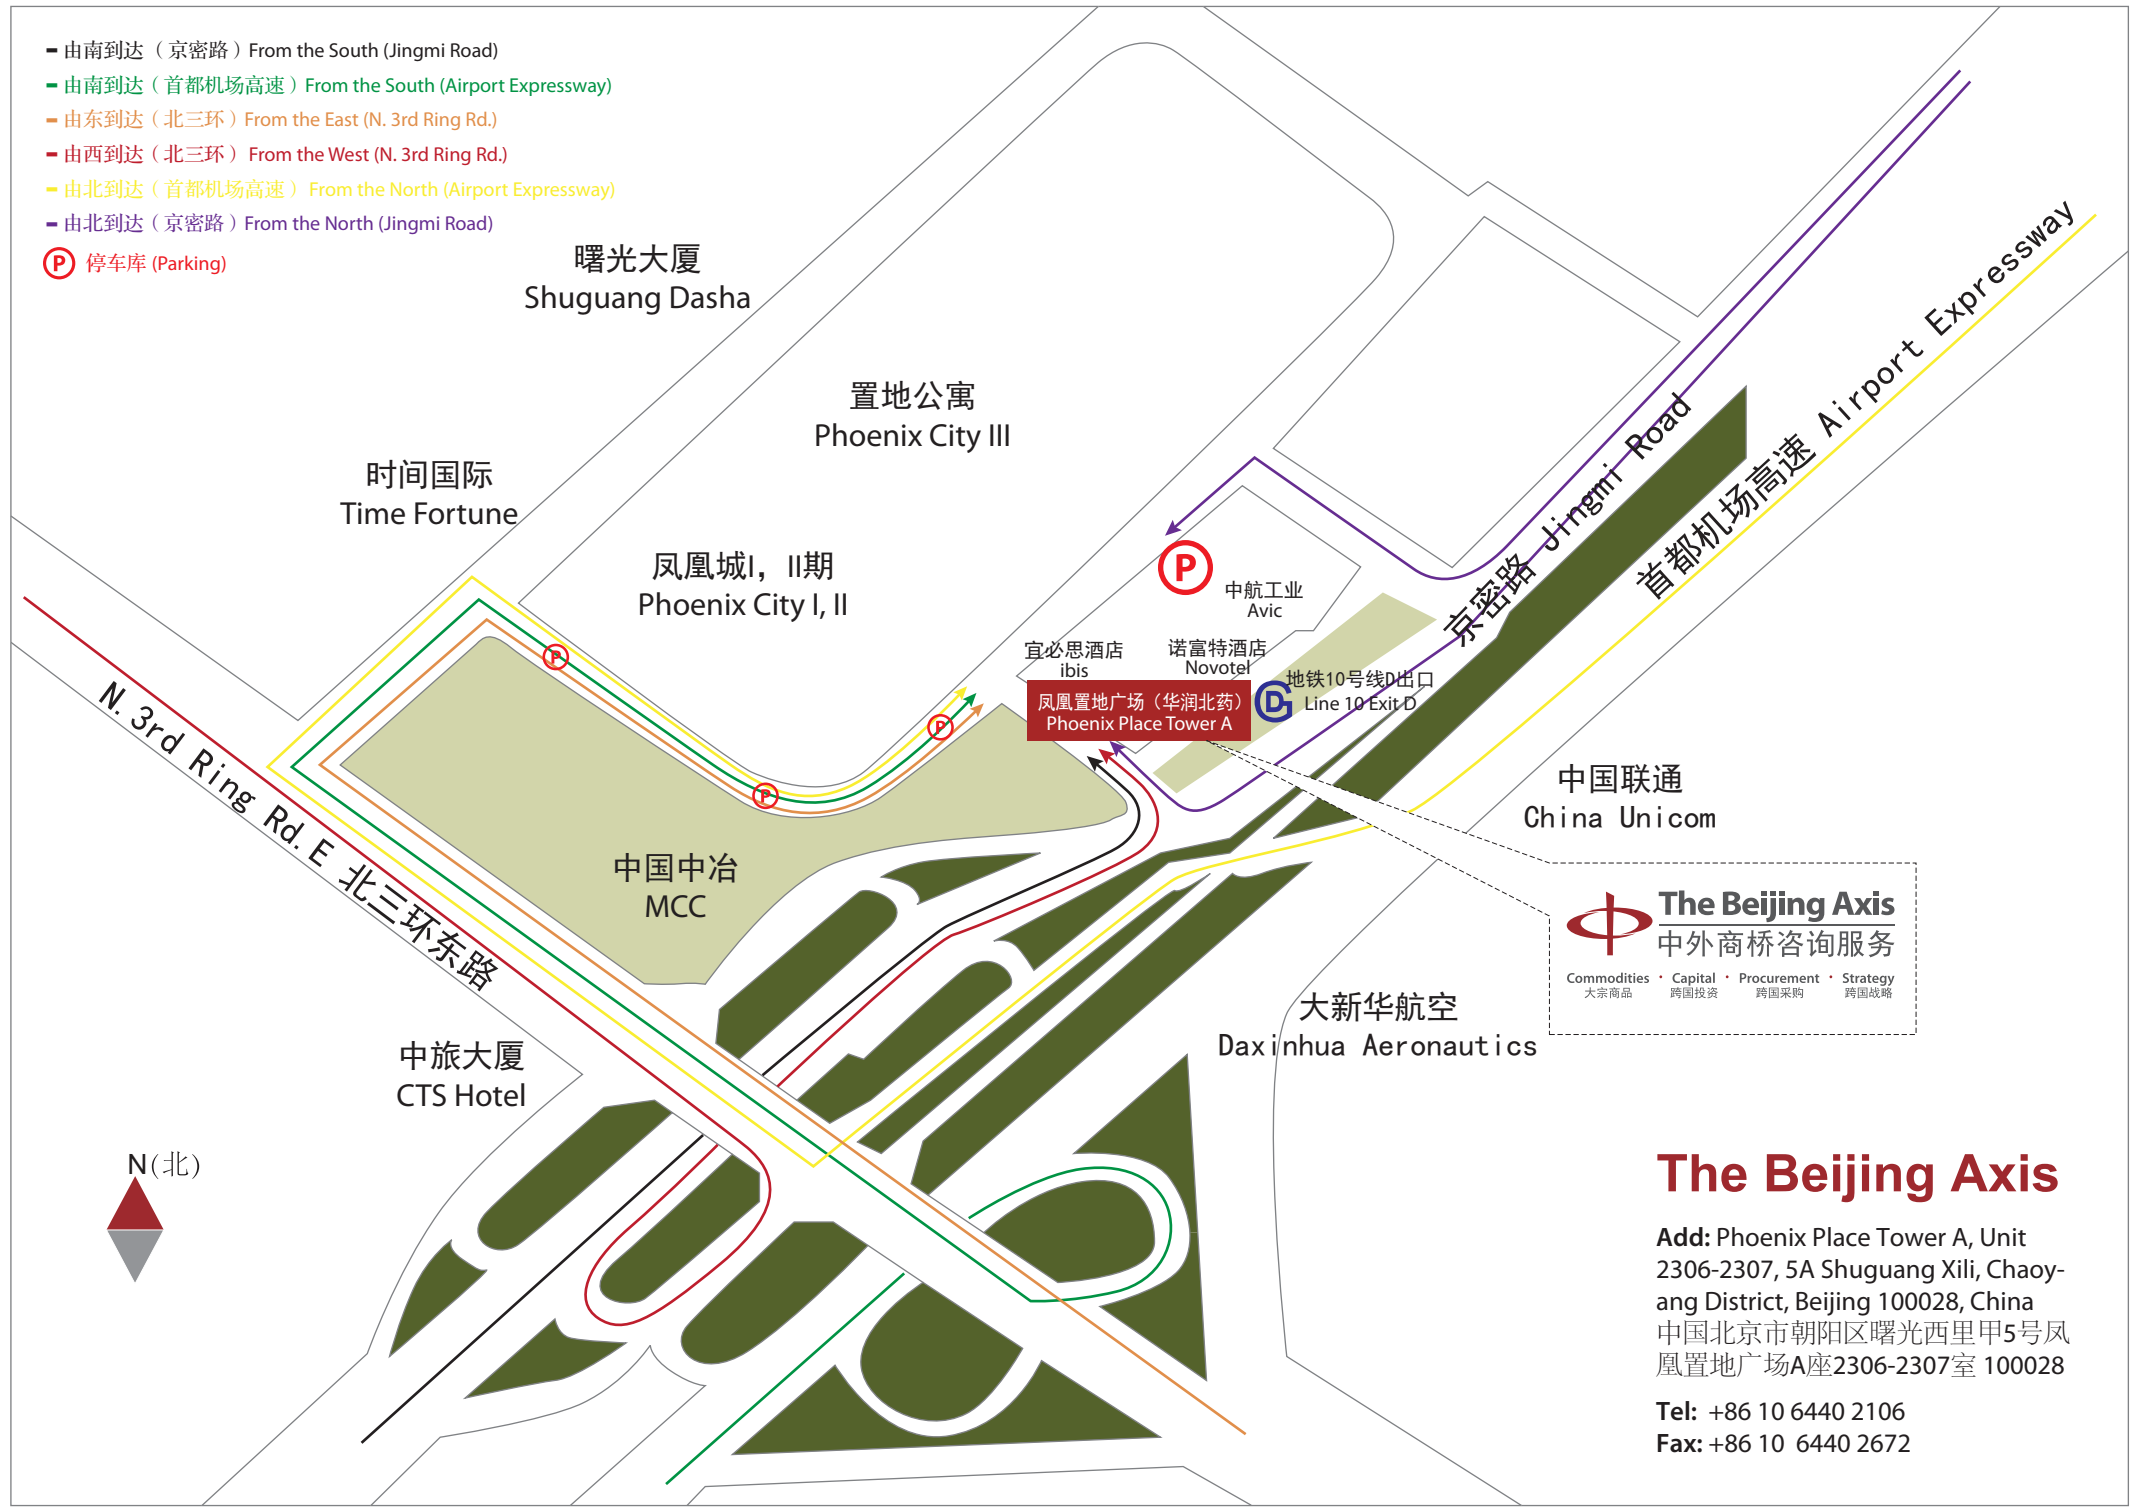 由南到达（京密路）From the South (Jingmi Road)
由南到达（首都机场高速）From the South (Airport Expressway)
由东到达（北三环）From the East (N. 3rd Ring Rd.)
由西到达（北三环） From the West (N. 3rd Ring Rd.)
由北到达（首都机场高速） From the North (Airport Expressway)
由北到达（京密路）From the North (Jingmi Road)
P 停车库 (Parking)
曙光大厦
Shuguang Dasha
置地公寓
Phoenix City III
时间国际
Time Fortune
凤凰城I，II期
Phoenix City I, II
京密路 Jingmi Road
首都机场高速 Airport Expressway
P
中航工业
Avic
宜必思酒店
ibis
诺富特酒店
Novotel
凤凰置地广场（华润北药）
Phoenix Place Tower A
D
地铁10号线D出口
Line 10 Exit D
P
P
P
N. 3rd Ring Rd. E 北三环东路
中国中冶
MCC
中国联通
China Unicom
The Beijing Axis
中外商桥咨询服务
Commodities · Capital · Procurement · Strategy
大宗商品 跨国投资 跨国采购 跨国战略
大新华航空
Daxinhua Aeronautics
中旅大厦
CTS Hotel
N(北)
The Beijing Axis
Add: Phoenix Place Tower A, Unit
2306-2307, 5A Shuguang Xili, Chaoy-
ang District, Beijing 100028, China
中国北京市朝阳区曙光西里甲5号凤
凰置地广场A座2306-2307室 100028
Tel: +86 10 6440 2106
Fax: +86 10 6440 2672